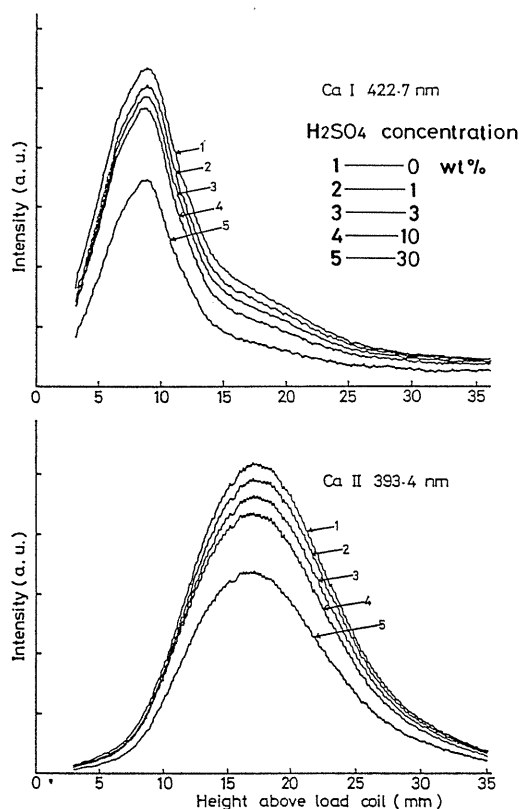 Intensity (a. u.)
Ca I 422·7 nm
H2SO4 concentration
1 —— 0 wt%
2 —— 1
3 —— 3
4 —— 10
5 —— 30
1
2
3
4
5
0 5 10 15 20 25 30 35
Intensity (a. u.)
Ca II 393·4 nm
1
2
3
4
5
0 5 10 15 20 25 30 35
Height above load coil (mm)